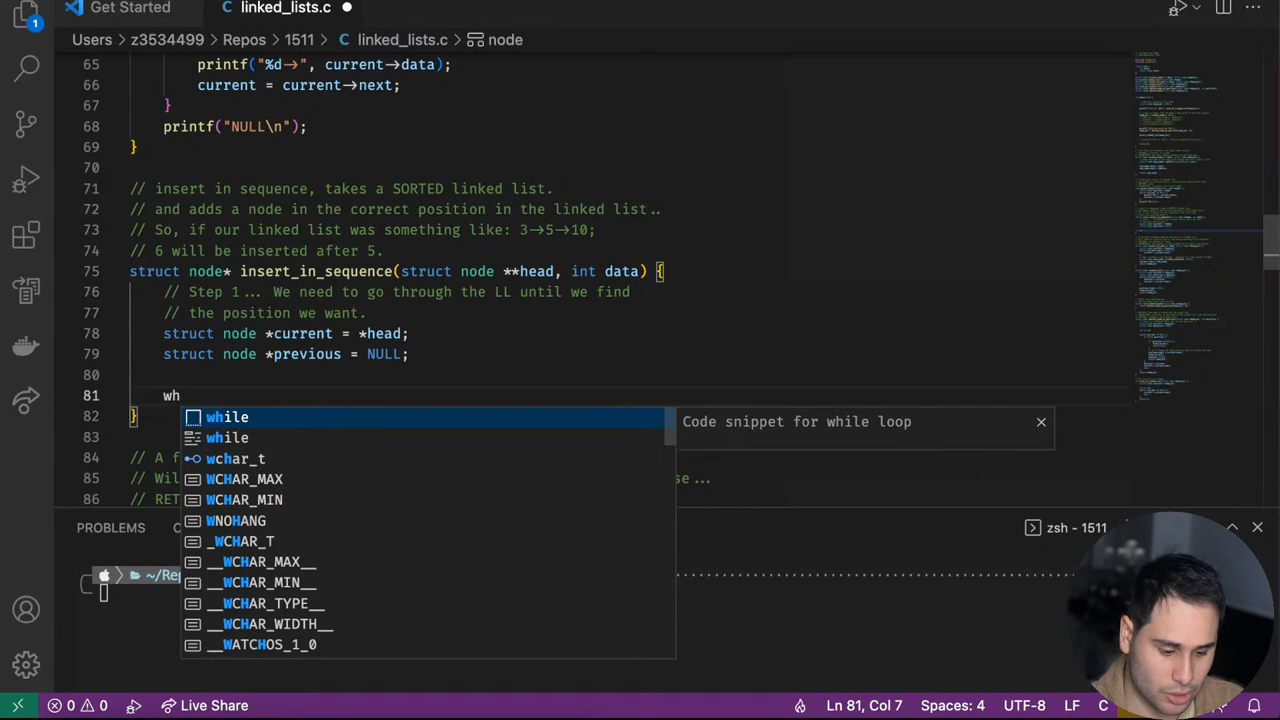 Get Started
linked_lists.c
Users > z3534499 > Repos > 1511 > linked_lists.c > node
65 printf("%d->", current->data);
66 current = current->next;
67 }
68 printf("NULL\n");
69 }
70
71 // insert in sequence, takes a SORTED linked list.
72 // and adds a node in the correct position in the linked list..
73 // So, if our linked list was something like: 1->5->10;
74 // 6 will be inserted after 5
75 struct node* insert_in_sequence(struct node **head, int data) {
76 // Step 1... We need to go through the LL until we find
77 // the position we want.
78 struct node *current = *head;
79 struct node *previous = NULL;
80
81 wh
82 }
83
84 // A f
85 // Wil se...
86 // RET
while
while
wchar_t
WCHAR_MAX
WCHAR_MIN
WNOHANG
_WCHAR_T
__WCHAR_MAX__
__WCHAR_MIN__
__WCHAR_TYPE__
__WCHAR_WIDTH__
__WATCHOS_1_0
Code snippet for while loop
PROBLEMS
zsh - 1511
~/Rep
1
0 0
Live Share
Ln 81, Col 7
Spaces: 4
UTF-8
LF